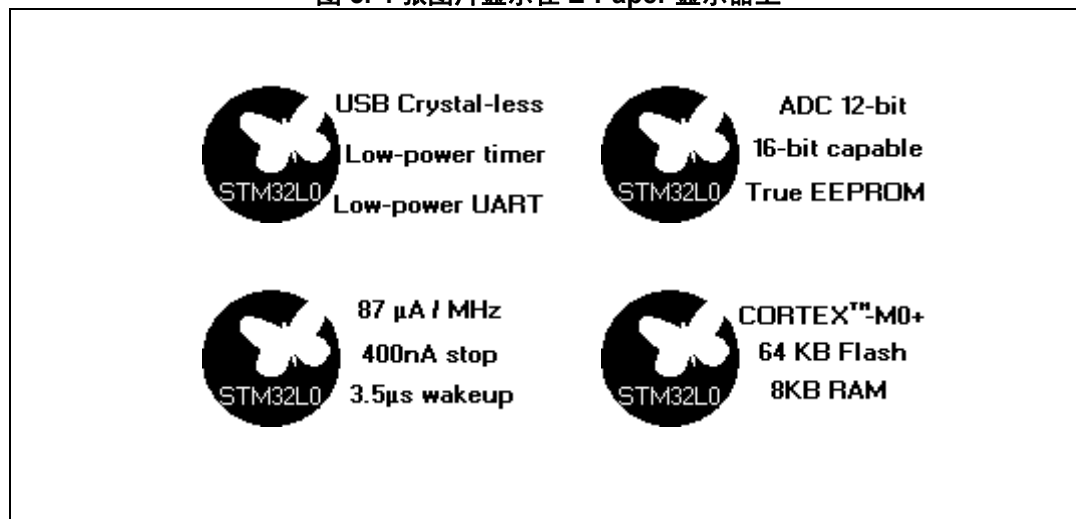 USB Crystal-less
Low-power timer
Low-power UART
STM32L0
ADC 12-bit
16-bit capable
True EEPROM
STM32L0
87 µA / MHz
400nA stop
3.5µs wakeup
STM32L0
CORTEX™-M0+
64 KB Flash
8KB RAM
STM32L0